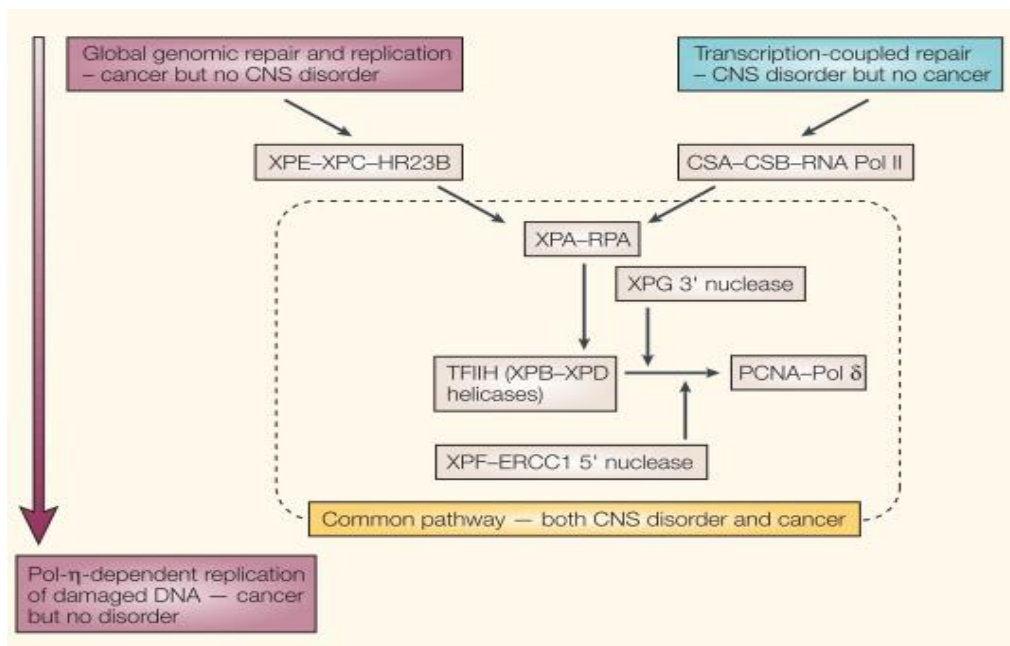 Global genomic repair and replication
– cancer but no CNS disorder
Transcription-coupled repair
– CNS disorder but no cancer
XPE–XPC–HR23B
CSA–CSB–RNA Pol II
XPA–RPA
XPG 3' nuclease
TFIIH (XPB–XPD
helicases)
PCNA–Pol δ
XPF–ERCC1 5' nuclease
Common pathway — both CNS disorder and cancer
Pol-η-dependent replication
of damaged DNA — cancer
but no disorder